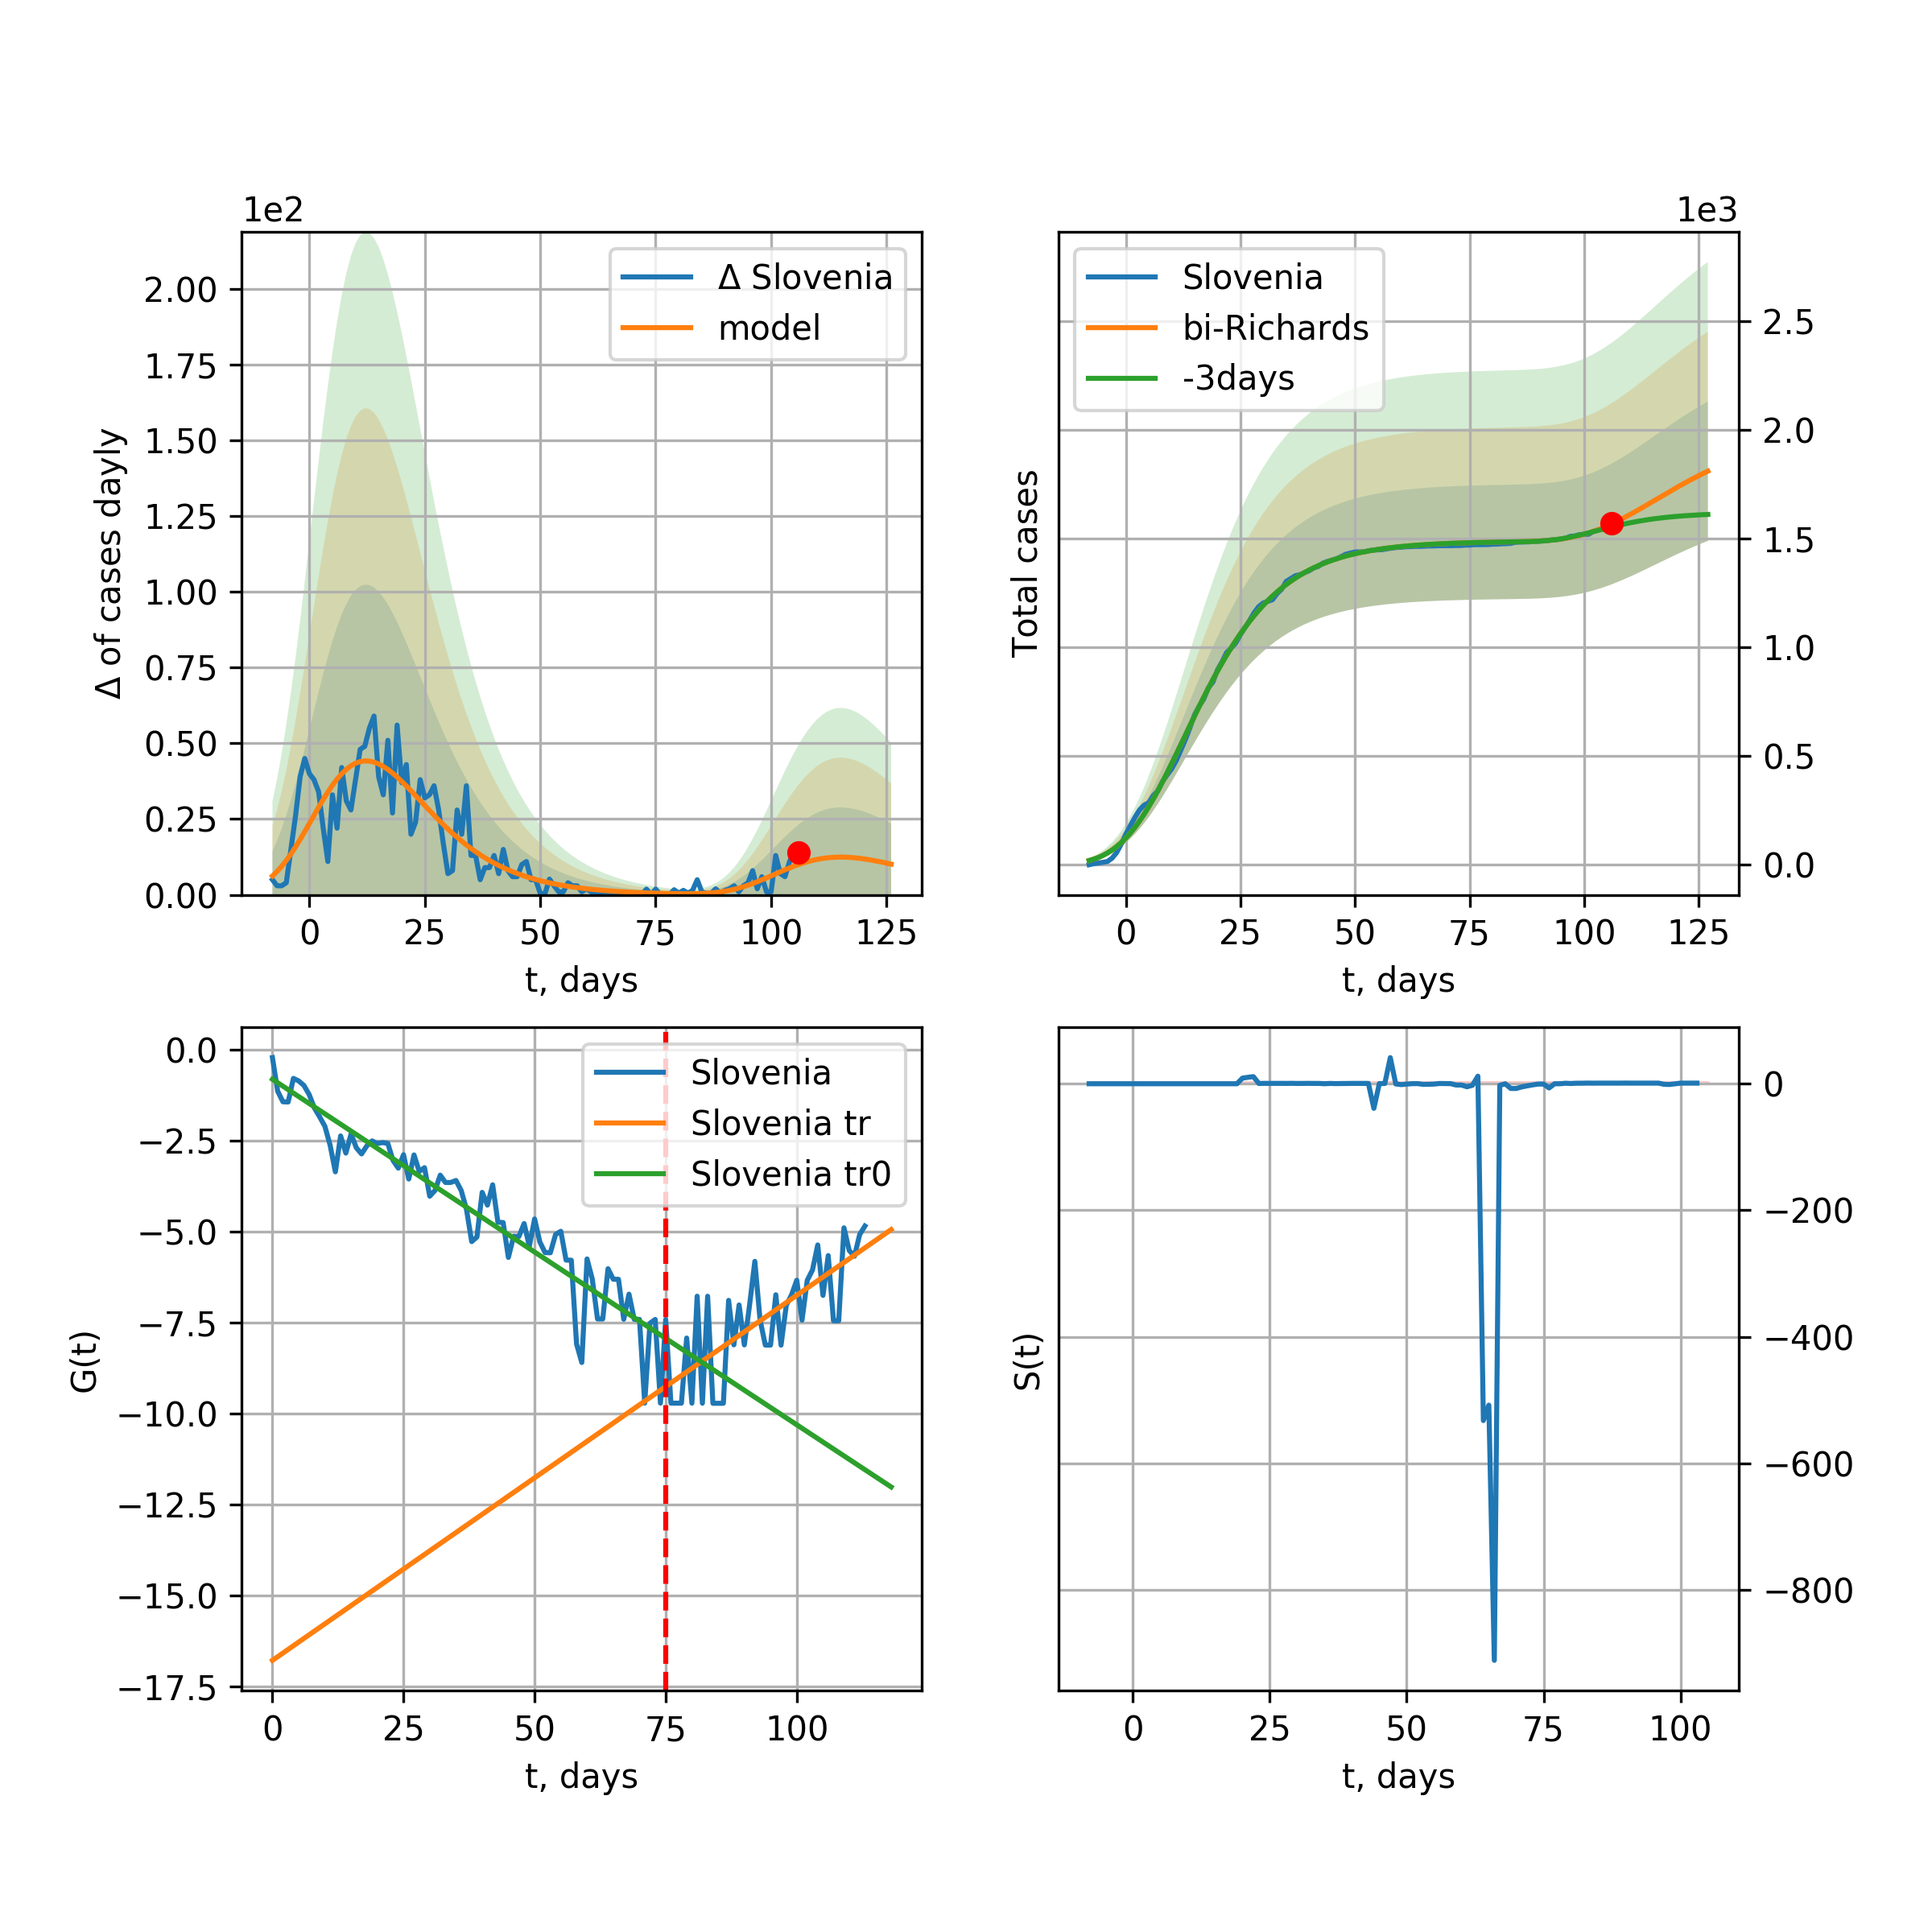 1e2
Δ of cases dayly
2.00
1.75
1.50
1.25
1.00
0.75
0.50
0.25
0.00
Δ Slovenia
model
0 25 50 75 100 125
t, days
1e3
Total cases
Slovenia
bi-Richards
-3days
2.5
2.0
1.5
1.0
0.5
0.0
0 25 50 75 100 125
t, days
G(t)
0.0
−2.5
−5.0
−7.5
−10.0
−12.5
−15.0
−17.5
Slovenia
Slovenia tr
Slovenia tr0
0 25 50 75 100
t, days
S(t)
0
−200
−400
−600
−800
0 25 50 75 100
t, days